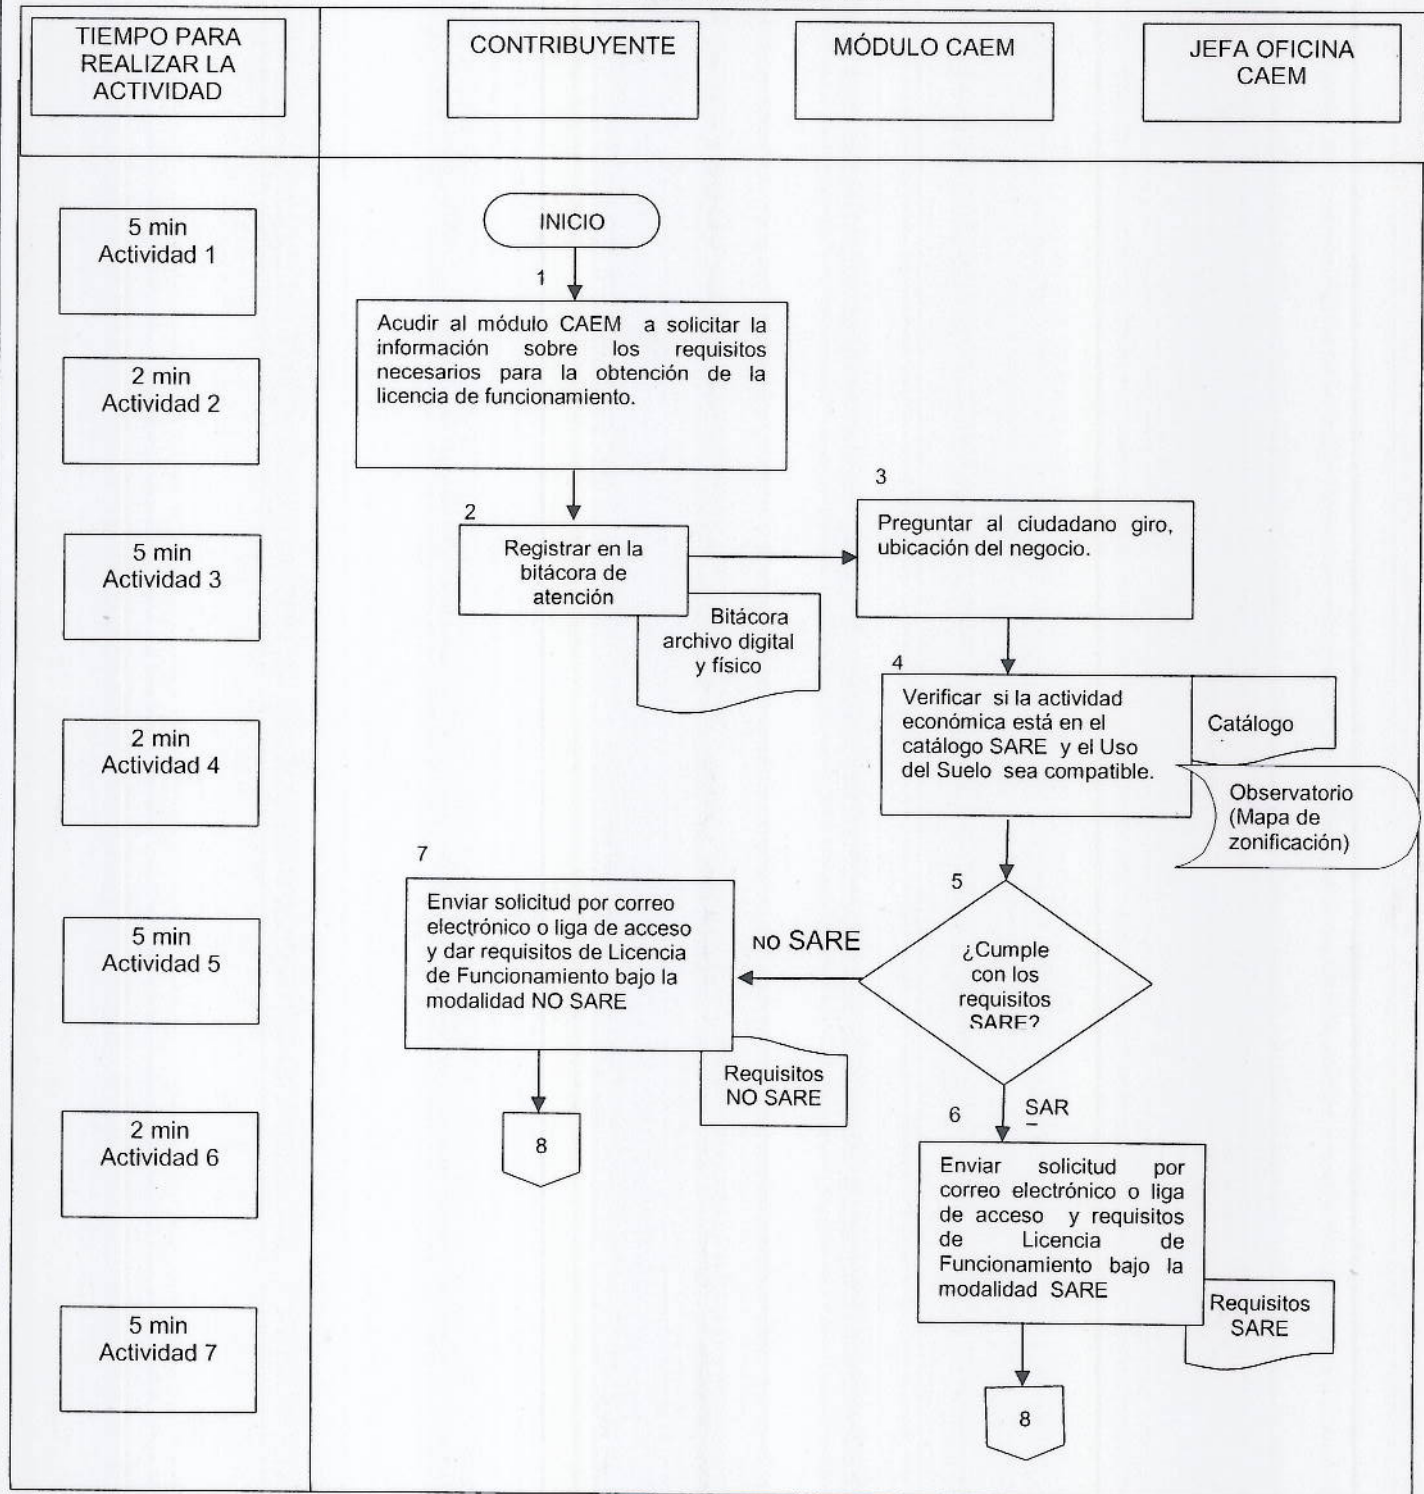 TIEMPO PARA
REALIZAR LA
ACTIVIDAD
CONTRIBUYENTE
MÓDULO CAEM
JEFA OFICINA
CAEM
5 min
Actividad 1
2 min
Actividad 2
5 min
Actividad 3
2 min
Actividad 4
5 min
Actividad 5
2 min
Actividad 6
5 min
Actividad 7
INICIO
1
Acudir al módulo CAEM a solicitar la
información sobre los requisitos
necesarios para la obtención de la
licencia de funcionamiento.
2
Registrar en la
bitácora de
atención
Bitácora
archivo digital
y físico
3
Preguntar al ciudadano giro,
ubicación del negocio.
4
Verificar si la actividad
económica está en el
catálogo SARE y el Uso
del Suelo sea compatible.
Catálogo
Observatorio
(Mapa de
zonificación)
5
¿Cumple
con los
requisitos
SARE?
NO SARE
7
Enviar solicitud por correo
electrónico o liga de acceso
y dar requisitos de Licencia
de Funcionamiento bajo la
modalidad NO SARE
Requisitos
NO SARE
8
SAR
6
Enviar solicitud por
correo electrónico o liga
de acceso y requisitos
de Licencia de
Funcionamiento bajo la
modalidad SARE
Requisitos
SARE
8